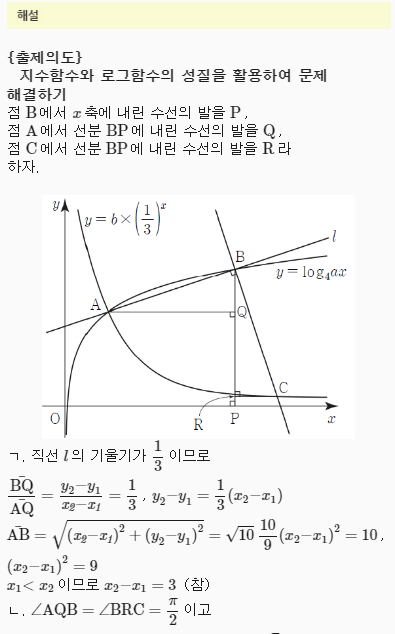 해설
{출제의도}
지수함수와 로그함수의 성질을 활용하여 문제
해결하기
점 B에서 x축에 내린 수선의 발을 P,
점 A에서 선분 BP에 내린 수선의 발을 Q,
점 C에서 선분 BP에 내린 수선의 발을 R라
하자.
y
y=b×(1/3)^x
l
B
y=log₄ax
A
Q
C
O
R
P
x
ㄱ. 직선 l의 기울기가 1/3 이므로
B̄Q̄/ĀQ̄ = (y₂-y₁)/(x₂-x₁) = 1/3, y₂-y₁ = 1/3(x₂-x₁)
ĀB̄ = √((x₂-x₁)²+(y₂-y₁)²) = √10 10/9(x₂-x₁)² = 10,
(x₂-x₁)² = 9
x₁< x₂ 이므로 x₂-x₁ = 3 (참)
ㄴ. ∠AQB = ∠BRC = π/2 이고